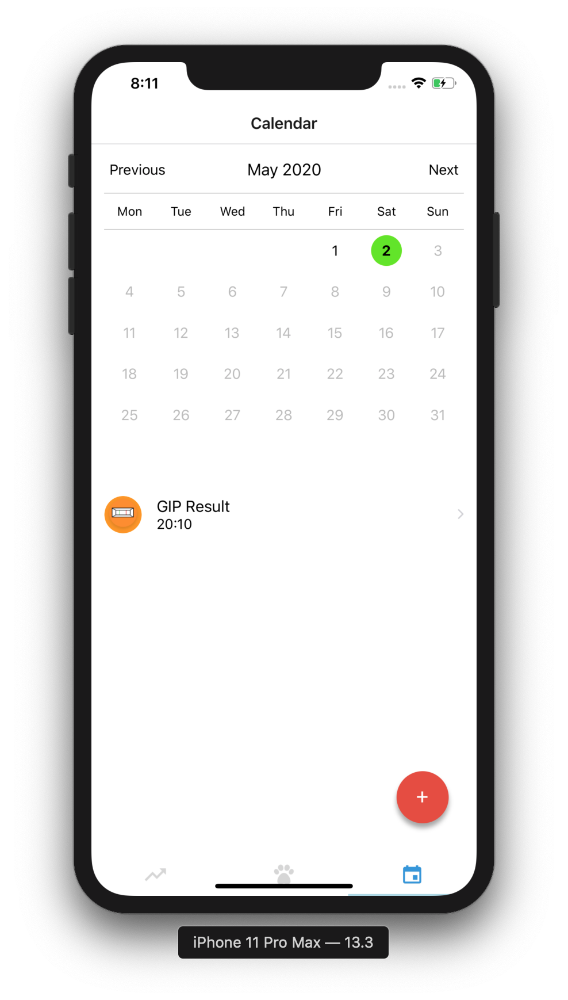 8:11
Calendar
Previous May 2020 Next
Mon Tue Wed Thu Fri Sat Sun
1 2 3
4 5 6 7 8 9 10
11 12 13 14 15 16 17
18 19 20 21 22 23 24
25 26 27 28 29 30 31
GIP Result
20:10
+
iPhone 11 Pro Max — 13.3